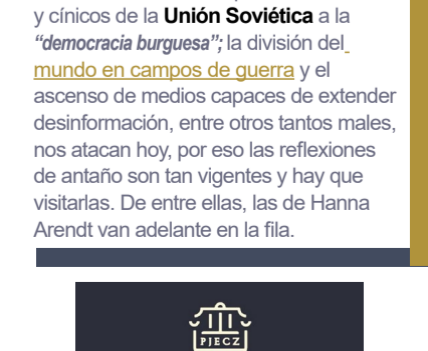 y cínicos de la Unión Soviética a la
“democracia burguesa”; la división del
mundo en campos de guerra y el
ascenso de medios capaces de extender
desinformación, entre otros tantos males,
nos atacan hoy, por eso las reflexiones
de antaño son tan vigentes y hay que
visitarlas. De entre ellas, las de Hanna
Arendt van adelante en la fila.
PJECZ